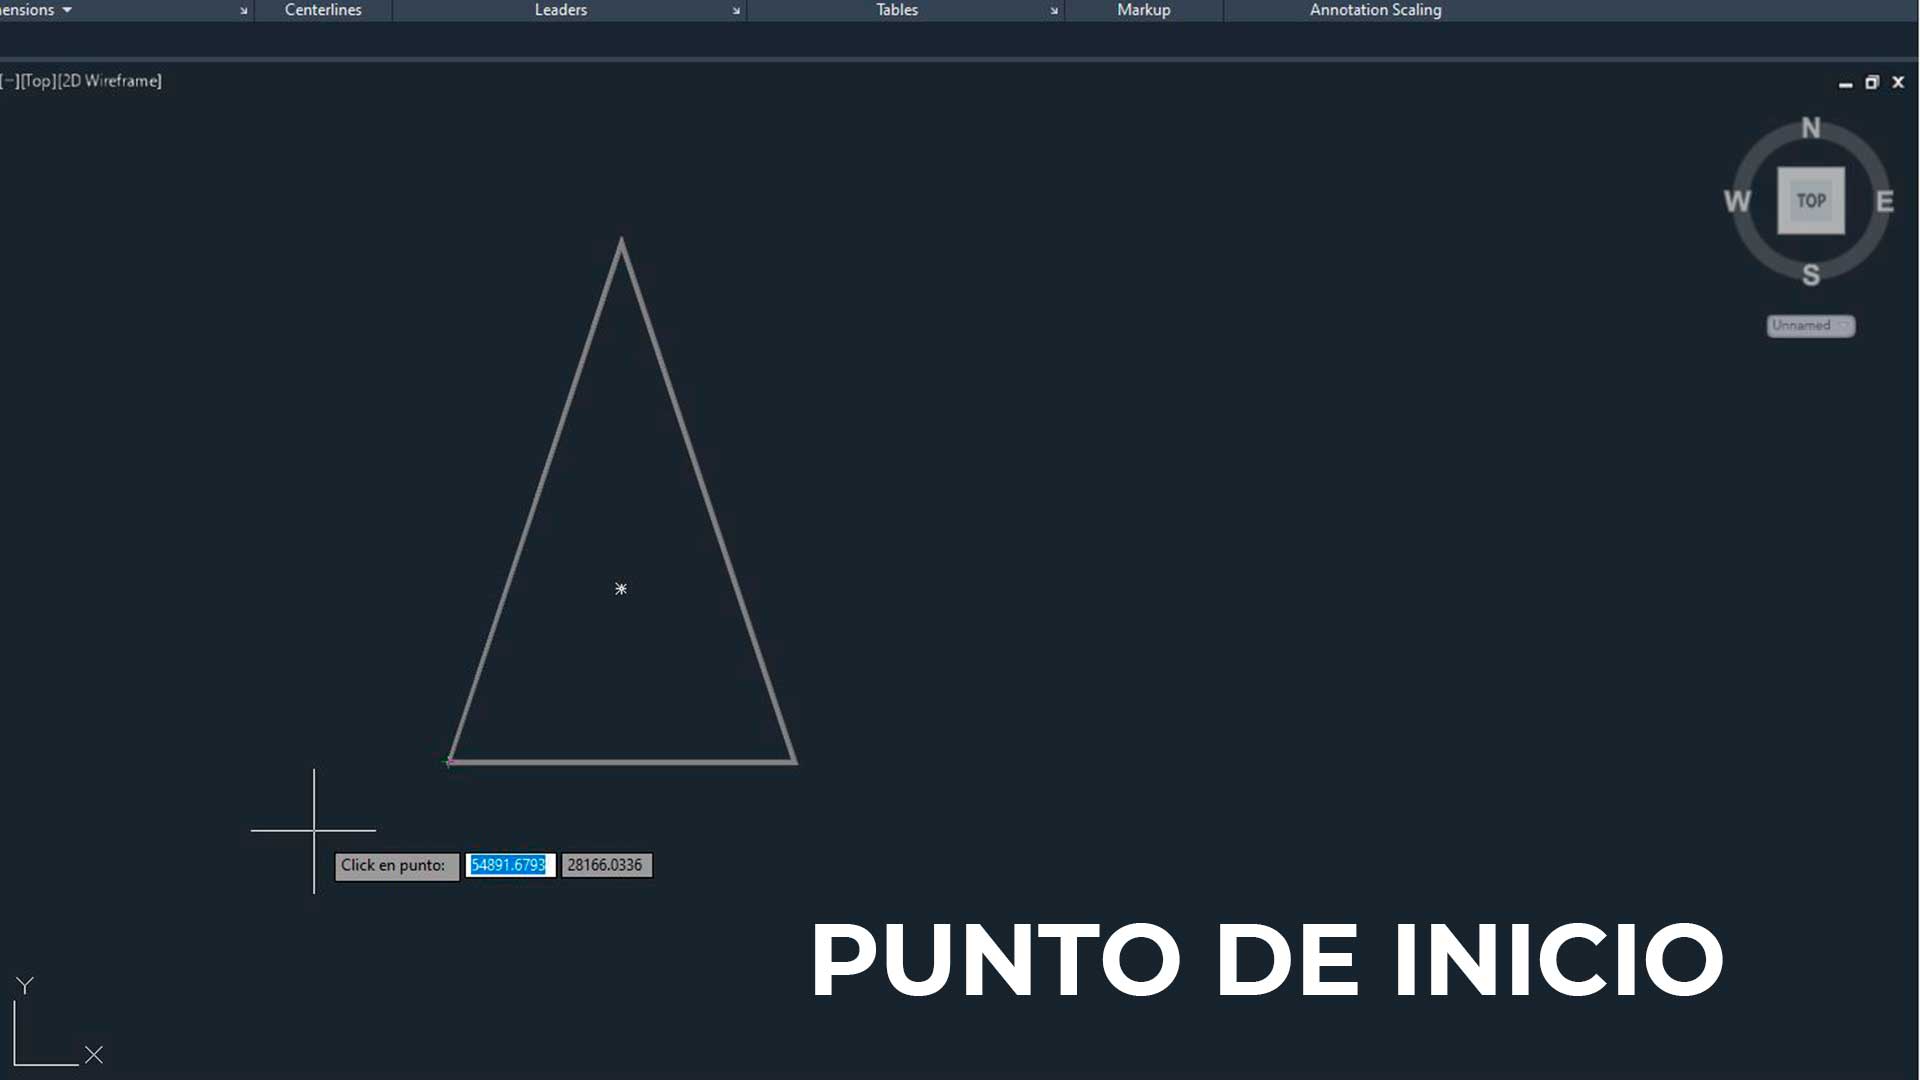 Centerlines
Leaders
Tables
Markup
Annotation Scaling
[−][Top][2D Wireframe]
N
W
TOP
E
S
Unnamed
Click en punto: 54891.6793 28166.0336
PUNTO DE INICIO
Y
X